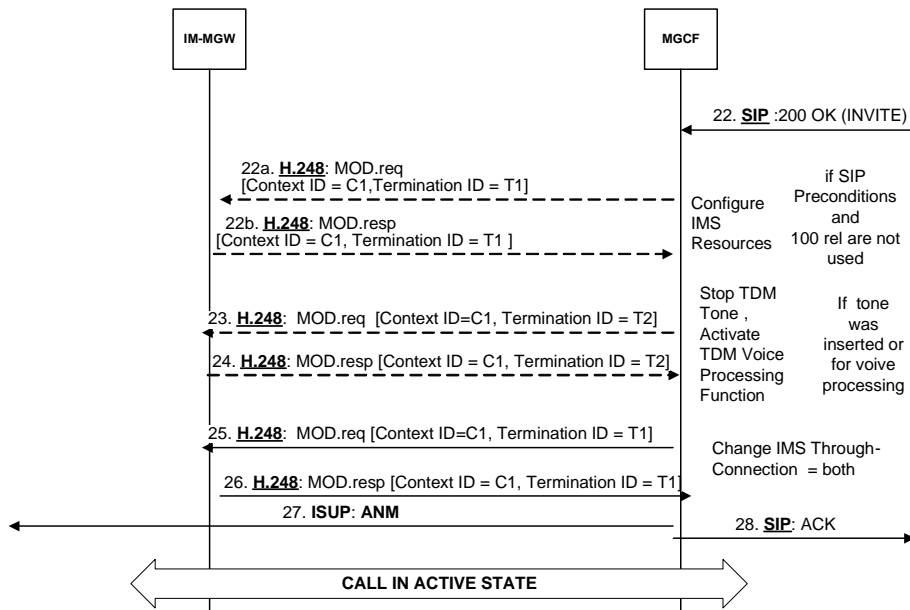 IM-MGW
MGCF
22. SIP :200 OK (INVITE)
22a. H.248: MOD.req
[Context ID = C1,Termination ID = T1]
22b. H.248: MOD.resp
[Context ID = C1, Termination ID = T1 ]
Configure
IMS
Resources
if SIP
Preconditions
and
100 rel are not
used
23. H.248: MOD.req [Context ID=C1, Termination ID = T2]
24. H.248: MOD.resp [Context ID = C1, Termination ID = T2]
Stop TDM
Tone ,
Activate
TDM Voice
Processing
Function
If tone
was
inserted or
for voive
processing
25. H.248: MOD.req [Context ID=C1, Termination ID = T1]
26. H.248: MOD.resp [Context ID = C1, Termination ID = T1]
Change IMS Through-
Connection = both
27. ISUP: ANM
28. SIP: ACK
CALL IN ACTIVE STATE